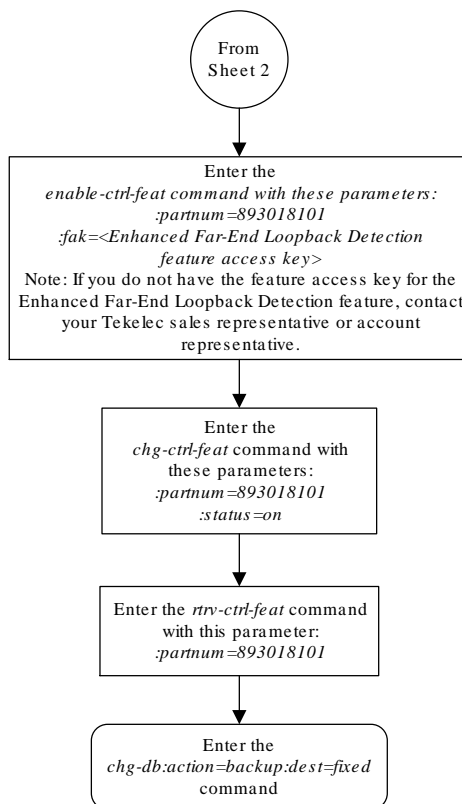 From
Sheet 2
Enter the
enable-ctrl-feat command with these parameters:
:partnum=893018101
:fak=<Enhanced Far-End Loopback Detection
feature access key>
Note: If you do not have the feature access key for the
Enhanced Far-End Loopback Detection feature, contact
your Tekelec sales representative or account
representative.
Enter the
chg-ctrl-feat command with
these parameters:
:partnum=893018101
:status=on
Enter the rtrv-ctrl-feat command
with this parameter:
:partnum=893018101
Enter the
chg-db:action=backup:dest=fixed
command